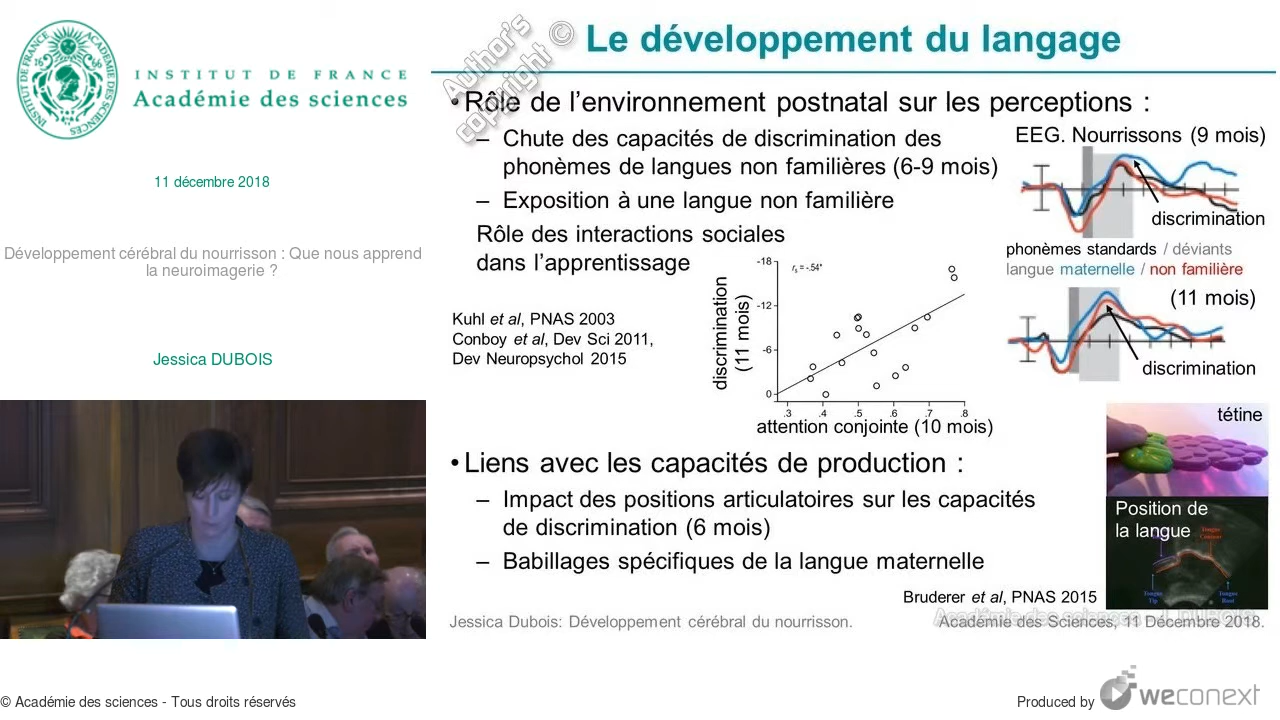 INSTITUT DE FRANCE
Académie des sciences
11 décembre 2018
Développement cérébral du nourrisson : Que nous apprend
la neuroimagerie ?
Jessica DUBOIS
Author's
copyright ©
Le développement du langage
• Rôle de l'environnement postnatal sur les perceptions :
– Chute des capacités de discrimination des
phonèmes de langues non familières (6-9 mois)
– Exposition à une langue non familière
Rôle des interactions sociales
dans l'apprentissage
Kuhl et al, PNAS 2003
Conboy et al, Dev Sci 2011,
Dev Neuropsychol 2015
EEG. Nourrissons (9 mois)
discrimination
phonèmes standards / déviants
langue maternelle / non familière
(11 mois)
discrimination
discrimination
(11 mois)
-18
-12
-6
0
rs = -.54*
.3 .4 .5 .6 .7 .8
attention conjointe (10 mois)
• Liens avec les capacités de production :
– Impact des positions articulatoires sur les capacités
de discrimination (6 mois)
– Babillages spécifiques de la langue maternelle
tétine
Position de
la langue
Tongue
Contour
Tongue
Tip
Tongue
Root
Bruderer et al, PNAS 2015
Jessica Dubois: Développement cérébral du nourrisson.
Académie des Sciences, 11 Décembre 2018.
© Académie des sciences - Tous droits réservés
Produced by
weconext